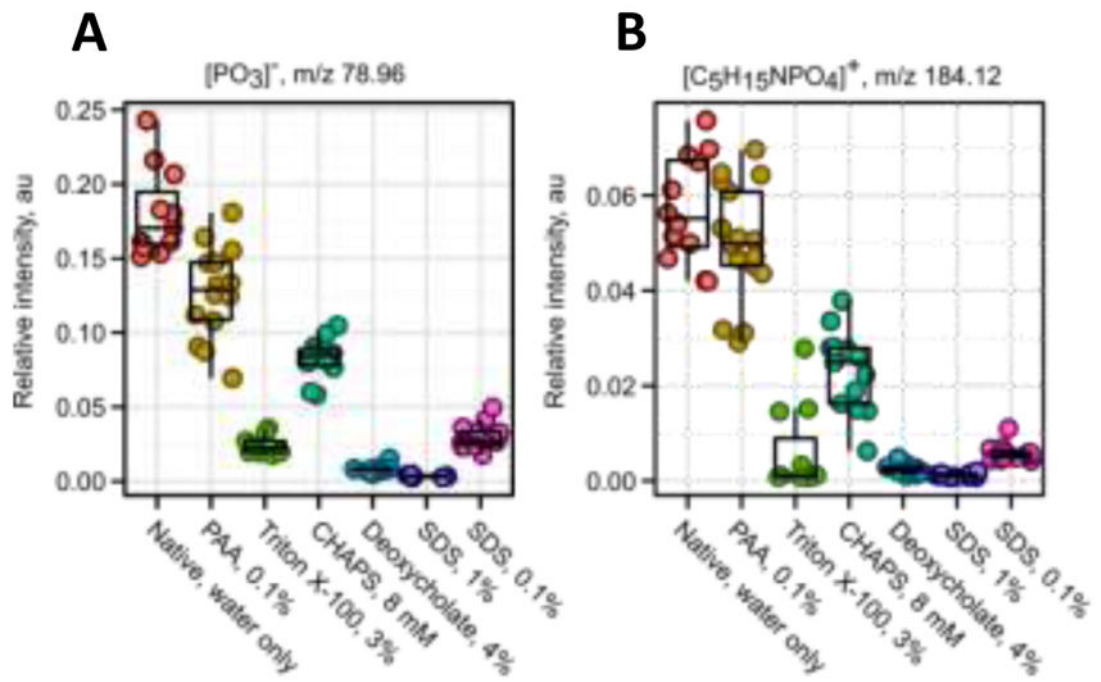 A
B
[PO3]-, m/z 78.96
[C5H15NPO4]+, m/z 184.12
Relative intensity, au
0.25
0.20
0.15
0.10
0.05
0.00
Native, water only
PAA, 0.1%
Triton X-100, 3%
CHAPS, 8 mM
Deoxycholate, 4%
SDS, 1%
SDS, 0.1%
Relative intensity, au
0.06
0.04
0.02
0.00
Native, water only
PAA, 0.1%
Triton X-100, 3%
CHAPS, 8 mM
Deoxycholate, 4%
SDS, 1%
SDS, 0.1%